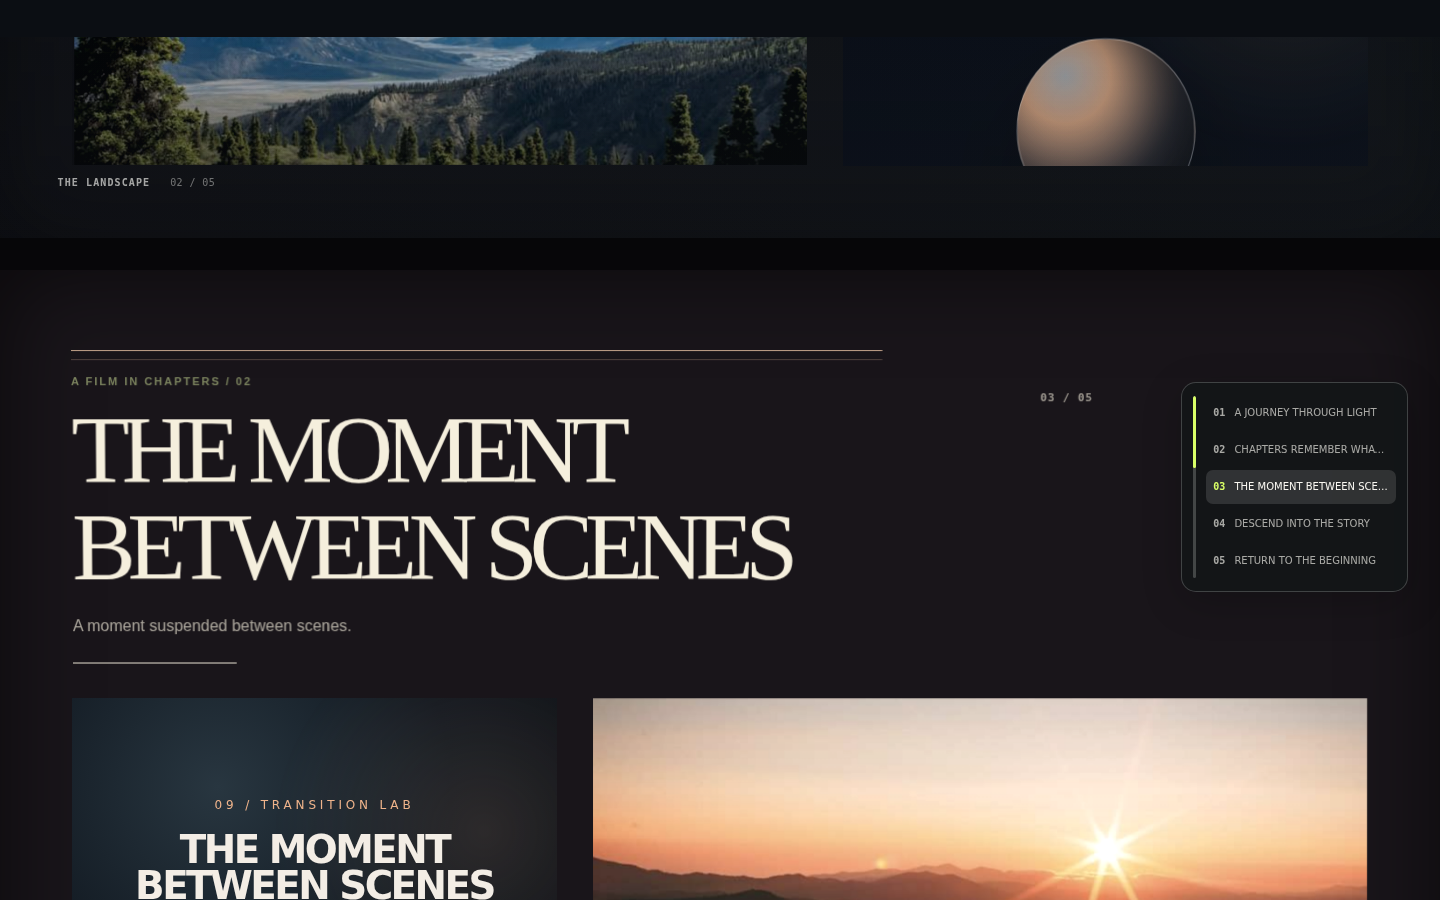 THE LANDSCAPE 02 / 05
A FILM IN CHAPTERS / 02
03 / 05
THE MOMENT
BETWEEN SCENES
A moment suspended between scenes.
01 A JOURNEY THROUGH LIGHT
02 CHAPTERS REMEMBER WHA...
03 THE MOMENT BETWEEN SCE...
04 DESCEND INTO THE STORY
05 RETURN TO THE BEGINNING
09 / TRANSITION LAB
THE MOMENT
BETWEEN SCENES